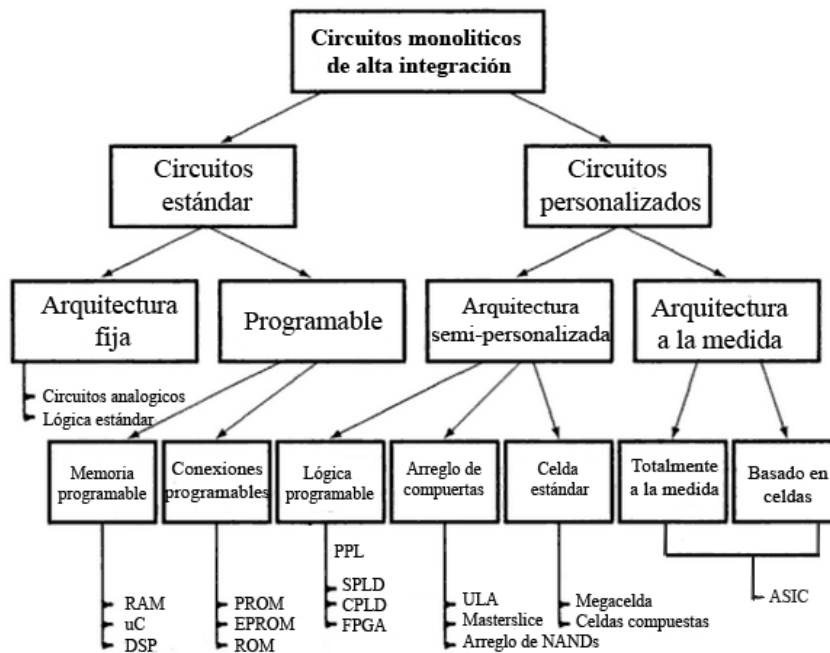 Circuitos monoliticos
de alta integración
Circuitos
estándar
Circuitos
personalizados
Arquitectura
fija
Programable
Arquitectura
semi-personalizada
Arquitectura
a la medida
Circuitos analogicos
Lógica estándar
Memoria
programable
Conexiones
programables
Lógica
programable
Arreglo de
compuertas
Celda
estándar
Totalmente
a la medida
Basado en
celdas
RAM
uC
DSP
PROM
EPROM
ROM
PPL
SPLD
CPLD
FPGA
ULA
Masterslice
Arreglo de NANDs
Megacelda
Celdas compuestas
ASIC